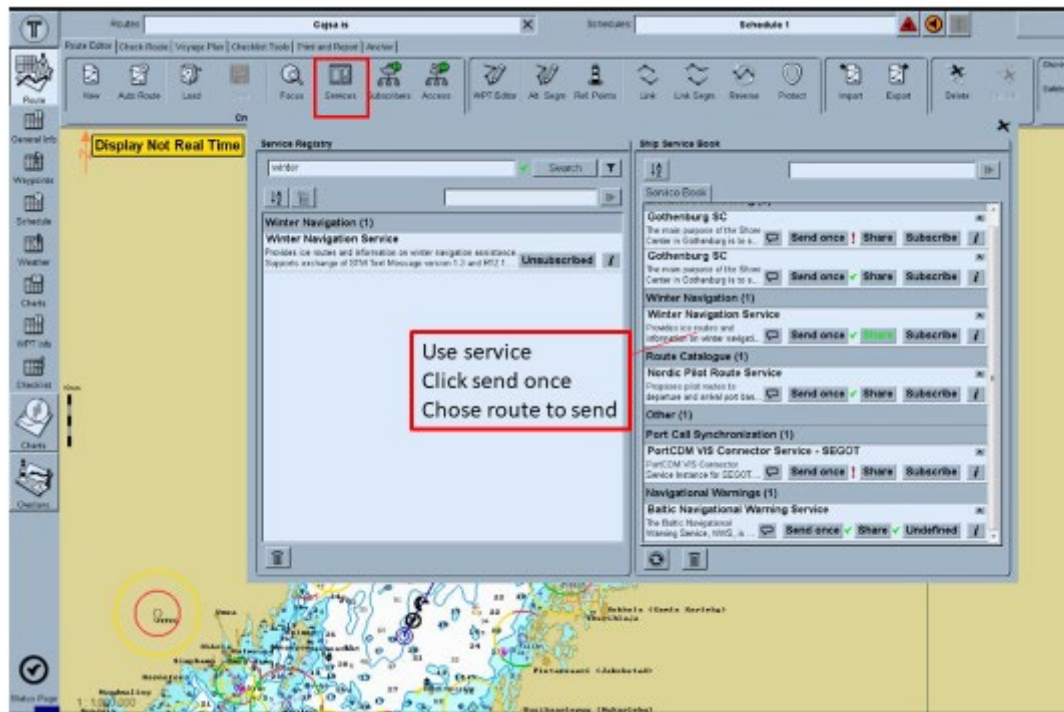 Routes
Cajsa is
Schedules
Schedule 1
Route Editor | Check Route | Voyage Plan | Checklist Tools | Print and Report | Anchor
Route
New
Auto Route
Load
Focus
Services
Subscribers
Access
WPT Editor
Alt. Segm
Ref. Points
Link
Link Segm.
Reverse
Protect
Import
Export
Delete
General Info
Waypoints
Schedule
Weather
Charts
WPT Info
Checklist
Charts
Status Page
Display Not Real Time
Service Registry
winter
Search
Winter Navigation (1)
Winter Navigation Service
Provides ice routes and information on winter navigation assistance.
Supports exchange of STM Text Message version 1.3 and RTZ 1...
Unsubscribed
i
Ship Service Book
Service Book
Gothenburg SC
The main purpose of the Shore
Center in Gothenburg is to s...
Send once ! Share Subscribe i
Gothenburg SC
The main purpose of the Shore
Center in Gothenburg is to s...
Send once Share Subscribe i
Winter Navigation (1)
Winter Navigation Service
Provides ice routes and
information on winter navigati...
Send once Share Subscribe i
Route Catalogue (1)
Nordic Pilot Route Service
Proposes pilot routes to
departure and arrival port bas...
Send once Share Subscribe i
Other (1)
Port Call Synchronization (1)
PortCDM VIS Connector Service - SEGOT
PortCDM VIS Connector
Service Instance for SEGOT...
Send once ! Share Subscribe i
Navigational Warnings (1)
Baltic Navigational Warning Service
The Baltic Navigational
Warning Service, NWS, is ...
Send once Share Undefined i
Use service
Click send once
Chose route to send